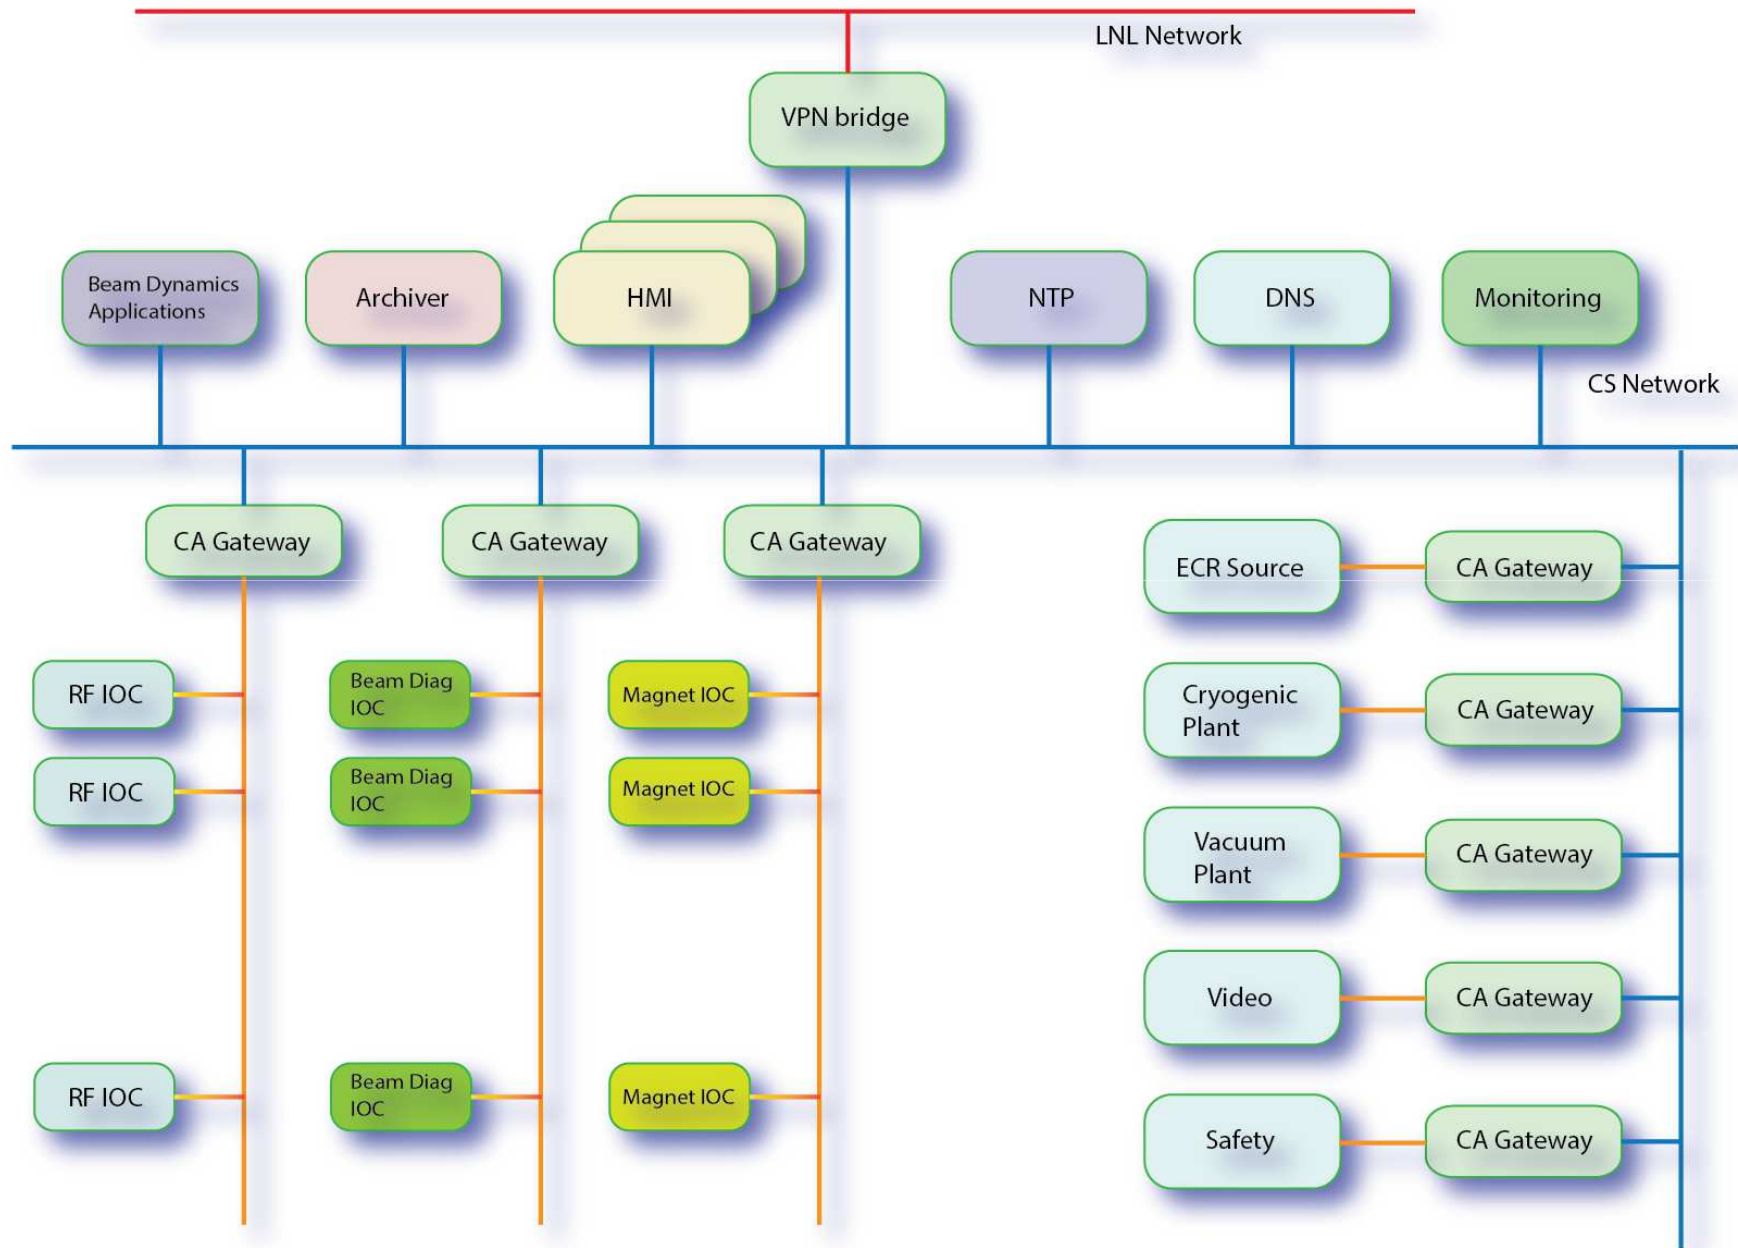 LNL Network
VPN bridge
Beam Dynamics
Applications
Archiver
HMI
NTP
DNS
Monitoring
CS Network
CA Gateway
CA Gateway
CA Gateway
RF IOC
RF IOC
RF IOC
Beam Diag
IOC
Beam Diag
IOC
Beam Diag
IOC
Magnet IOC
Magnet IOC
Magnet IOC
ECR Source
CA Gateway
Cryogenic
Plant
CA Gateway
Vacuum
Plant
CA Gateway
Video
CA Gateway
Safety
CA Gateway